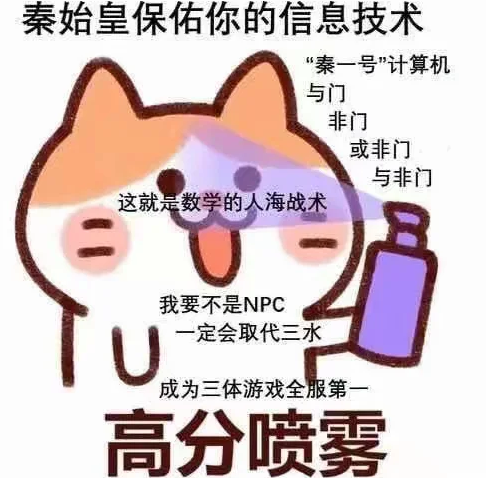 秦始皇保佑你的信息技术
“秦一号”计算机
与门
非门
或非门
与非门
这就是数学的人海战术
我要不是NPC
一定会取代三水
成为三体游戏全服第一
高分喷雾